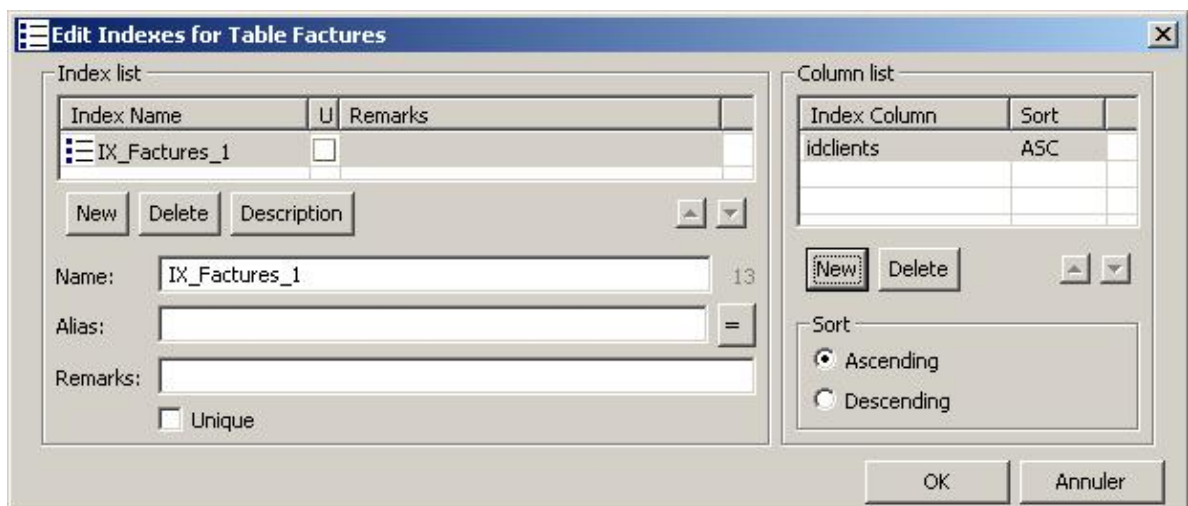 Edit Indexes for Table Factures
Index list
Index Name U Remarks
IX_Factures_1
New Delete Description
Name: IX_Factures_1 13
Alias: =
Remarks:
Unique
Column list
Index Column Sort
idclients ASC
New Delete
Sort
Ascending
Descending
OK Annuler